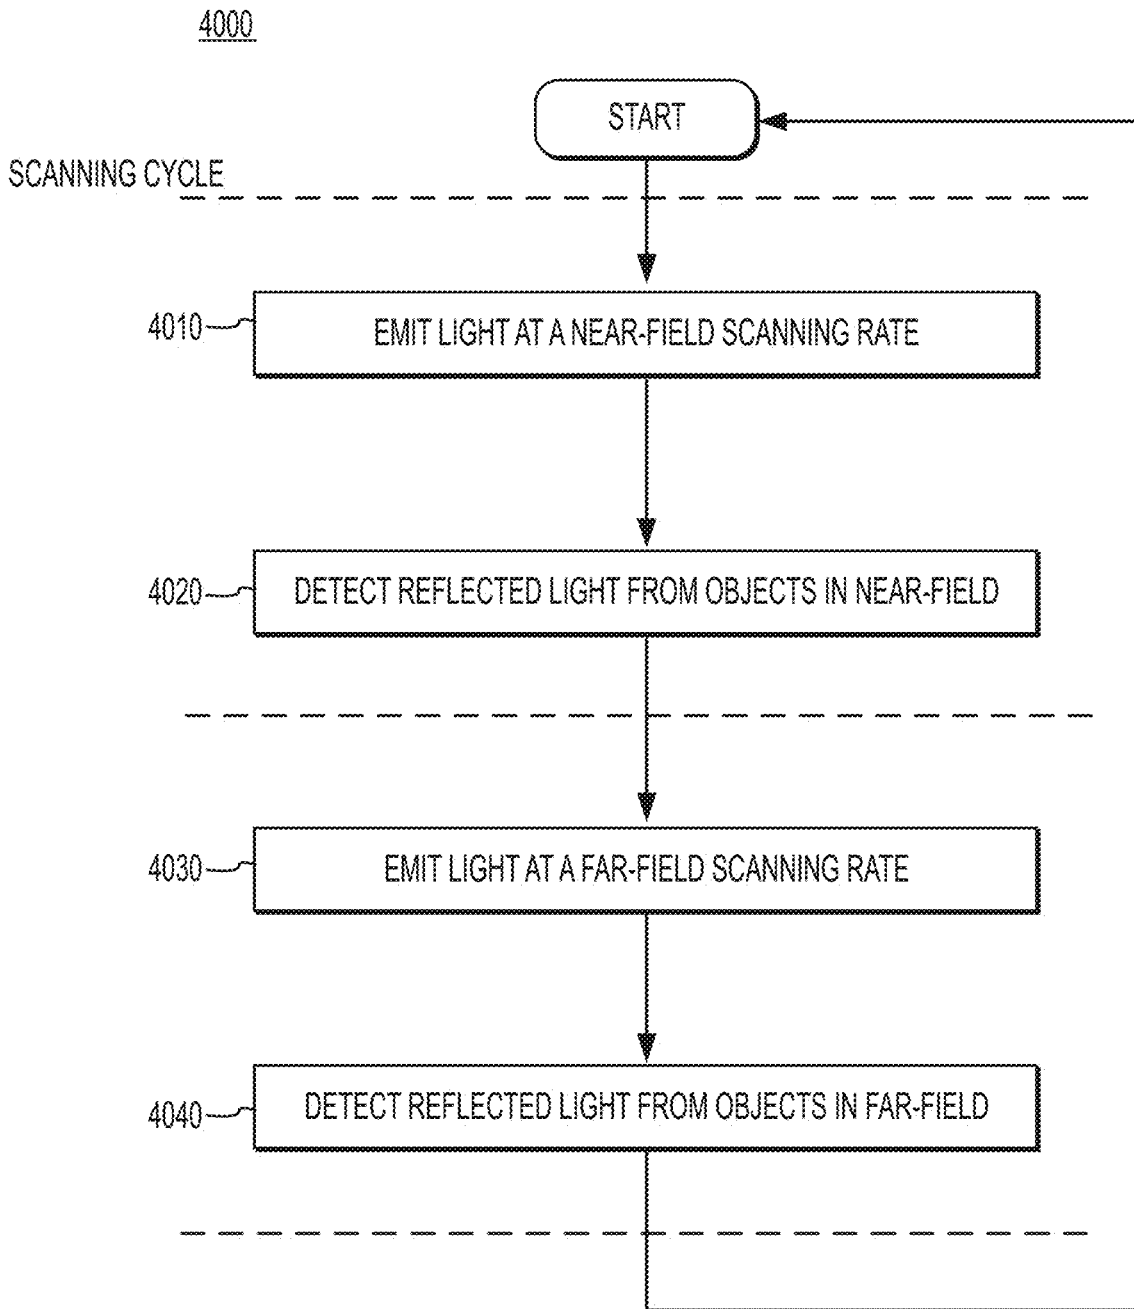 4000
START
SCANNING CYCLE
4010
EMIT LIGHT AT A NEAR-FIELD SCANNING RATE
4020
DETECT REFLECTED LIGHT FROM OBJECTS IN NEAR-FIELD
4030
EMIT LIGHT AT A FAR-FIELD SCANNING RATE
4040
DETECT REFLECTED LIGHT FROM OBJECTS IN FAR-FIELD